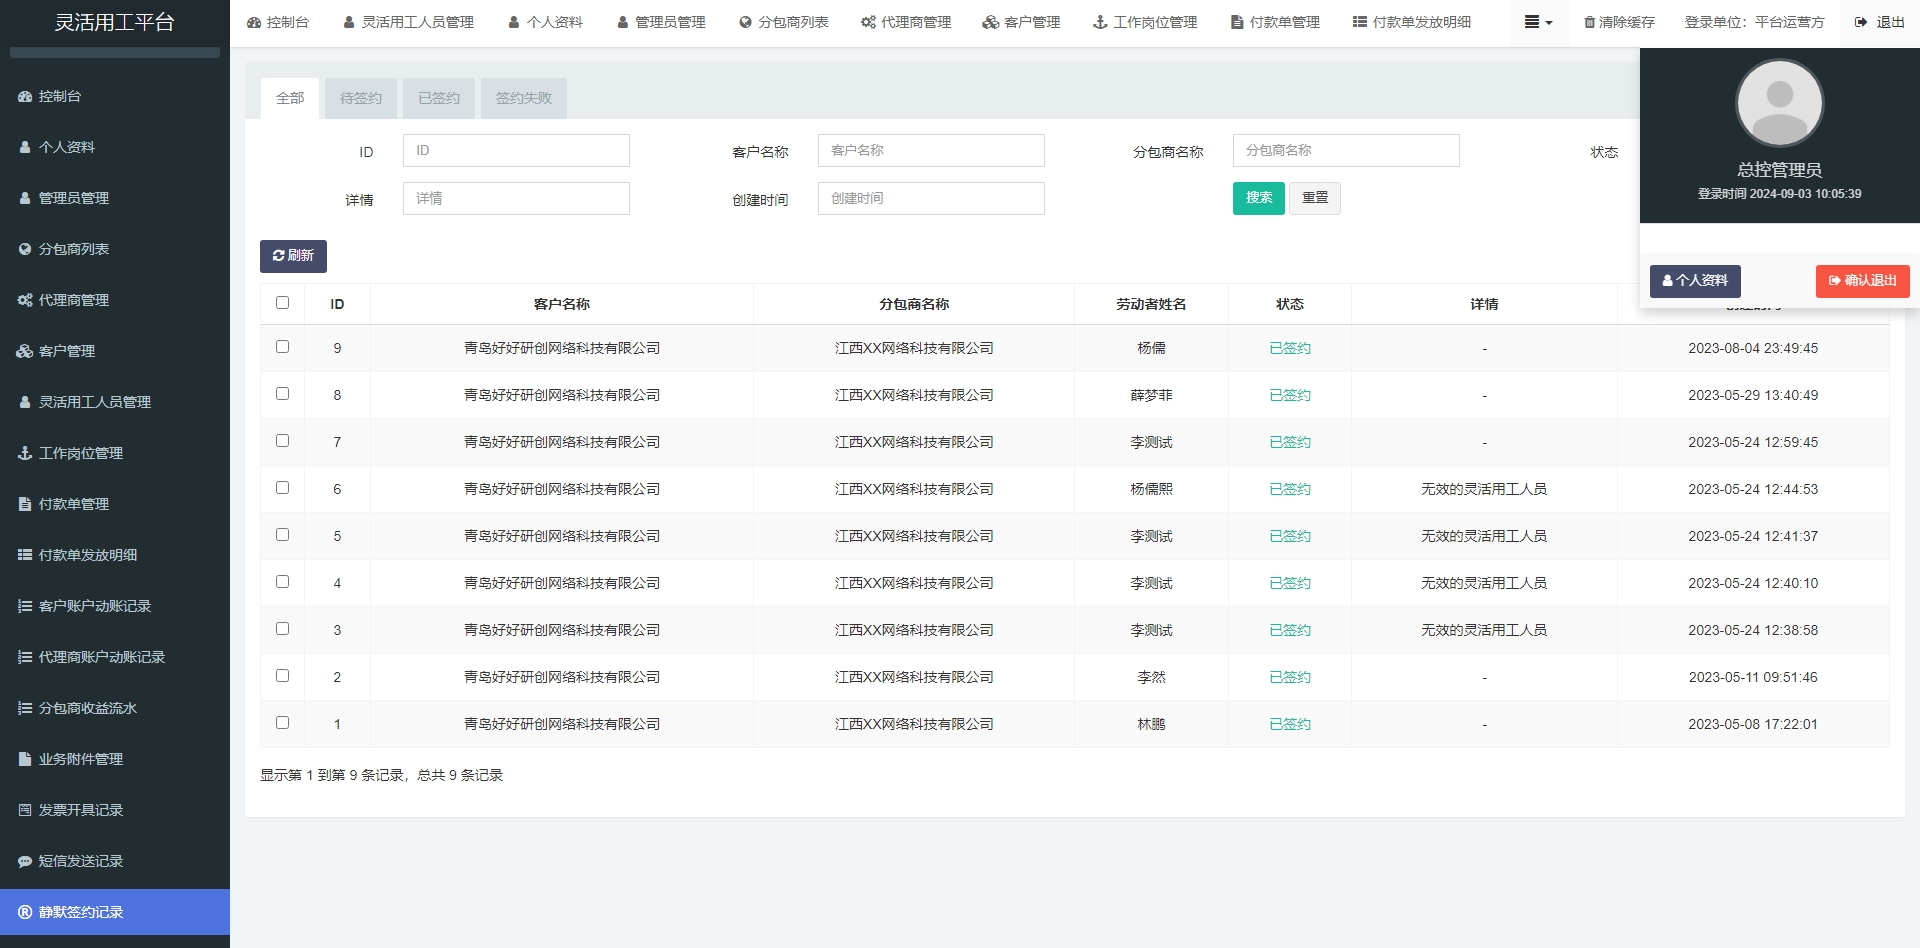 灵活用工平台
控制台
个人资料
管理员管理
分包商列表
代理商管理
客户管理
灵活用工人员管理
工作岗位管理
付款单管理
付款单发放明细
客户账户动账记录
代理商账户动账记录
分包商收益流水
业务附件管理
发票开具记录
短信发送记录
静默签约记录
控制台 灵活用工人员管理 个人资料 管理员管理 分包商列表 代理商管理 客户管理 工作岗位管理 付款单管理 付款单发放明细 清除缓存 登录单位：平台运营方 退出
总控管理员
登录时间 2024-09-03 10:05:39
个人资料 确认退出
全部 待签约 已签约 签约失败
ID ID 客户名称 客户名称 分包商名称 分包商名称 状态
详情 详情 创建时间 创建时间 搜索 重置
刷新
ID 客户名称 分包商名称 劳动者姓名 状态 详情
9 青岛好好研创网络科技有限公司 江西XX网络科技有限公司 杨儒 已签约 - 2023-08-04 23:49:45
8 青岛好好研创网络科技有限公司 江西XX网络科技有限公司 薛梦菲 已签约 - 2023-05-29 13:40:49
7 青岛好好研创网络科技有限公司 江西XX网络科技有限公司 李测试 已签约 - 2023-05-24 12:59:45
6 青岛好好研创网络科技有限公司 江西XX网络科技有限公司 杨儒熙 已签约 无效的灵活用工人员 2023-05-24 12:44:53
5 青岛好好研创网络科技有限公司 江西XX网络科技有限公司 李测试 已签约 无效的灵活用工人员 2023-05-24 12:41:37
4 青岛好好研创网络科技有限公司 江西XX网络科技有限公司 李测试 已签约 无效的灵活用工人员 2023-05-24 12:40:10
3 青岛好好研创网络科技有限公司 江西XX网络科技有限公司 李测试 已签约 无效的灵活用工人员 2023-05-24 12:38:58
2 青岛好好研创网络科技有限公司 江西XX网络科技有限公司 李然 已签约 - 2023-05-11 09:51:46
1 青岛好好研创网络科技有限公司 江西XX网络科技有限公司 林鹏 已签约 - 2023-05-08 17:22:01
显示第 1 到第 9 条记录，总共 9 条记录